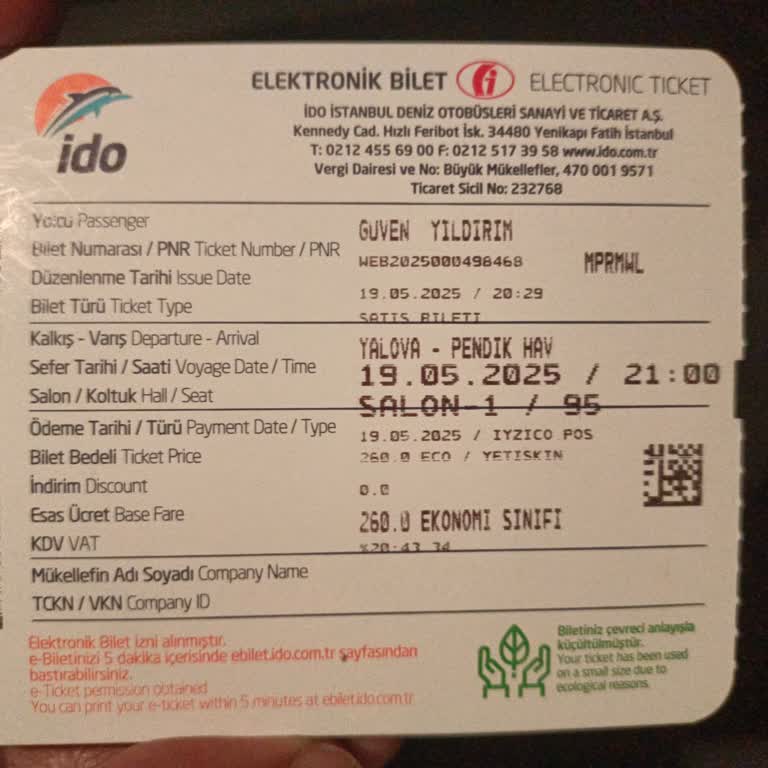 ido
ELEKTRONİK BİLET ELECTRONIC TICKET
İDO İSTANBUL DENİZ OTOBÜSLERİ SANAYİ VE TİCARET A.Ş.
Kennedy Cad. Hızlı Feribot İsk. 34480 Yenikapı Fatih İstanbul
T: 0212 455 69 00 F: 0212 517 39 58 www.ido.com.tr
Vergi Dairesi ve No: Büyük Mükellefler, 470 001 9571
Ticaret Sicil No: 232768
Yolcu Passenger GUVEN YILDIRIM
Bilet Numarası / PNR Ticket Number / PNR WEB2025000498468 MPRMWL
Düzenlenme Tarihi Issue Date 19.05.2025 / 20:29
Bilet Türü Ticket Type SATIS BILETI
Kalkış - Varış Departure - Arrival YALOVA - PENDIK HAV
Sefer Tarihi / Saati Voyage Date / Time 19.05.2025 / 21:00
Salon / Koltuk Hall / Seat SALON-1 / 95
Ödeme Tarihi / Türü Payment Date / Type 19.05.2025 / IYZICO POS
Bilet Bedeli Ticket Price 260.0 ECO / YETISKIN
İndirim Discount 0.0
Esas Ücret Base Fare 260.0 EKONOMI SINIFI
KDV VAT %20-43.34
Mükellefin Adı Soyadı Company Name
TCKN / VKN Company ID
Elektronik Bilet izni alınmıştır.
e-Biletinizi 5 dakika içerisinde ebilet.ido.com.tr sayfasından
bastırabilirsiniz.
e-Ticket permission obtained
You can print your e-ticket within 5 minutes at ebilet.ido.com.tr
Biletiniz çevreci anlayışla
küçültülmüştür.
Your ticket has been used
on a small size due to
ecological reasons.